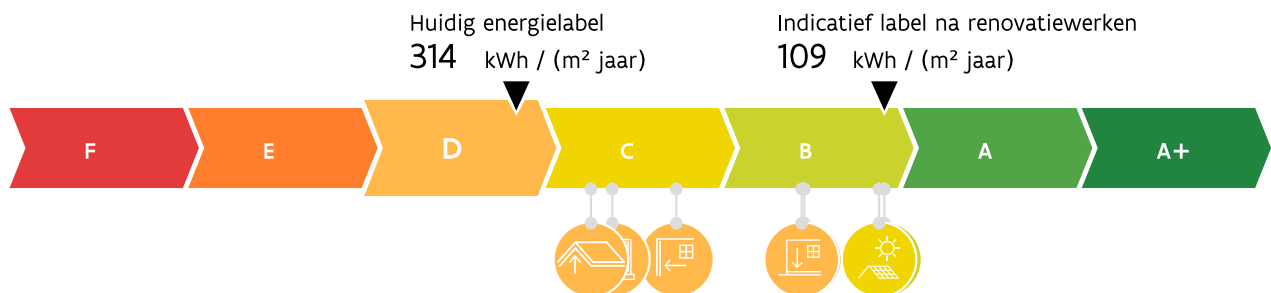 Huidig energielabel
314 kWh / (m² jaar)
Indicatief label na renovatiewerken
109 kWh / (m² jaar)
F E D C B A A+